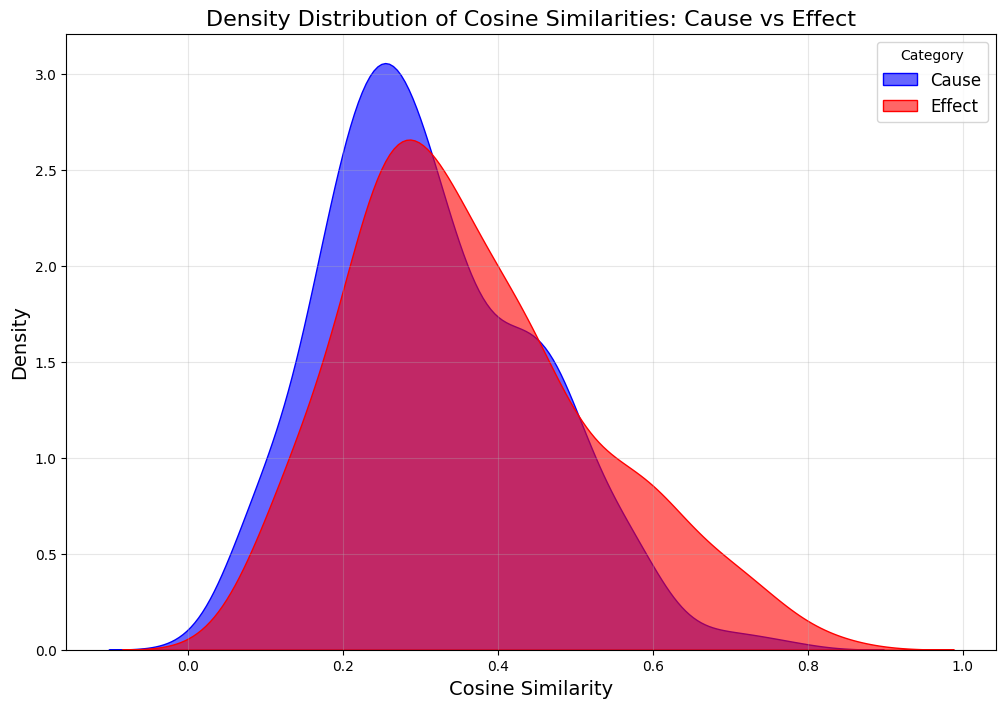 Density Distribution of Cosine Similarities: Cause vs Effect
Category
Cause
Effect
3.0
2.5
2.0
1.5
1.0
0.5
0.0
Density
0.0 0.2 0.4 0.6 0.8 1.0
Cosine Similarity